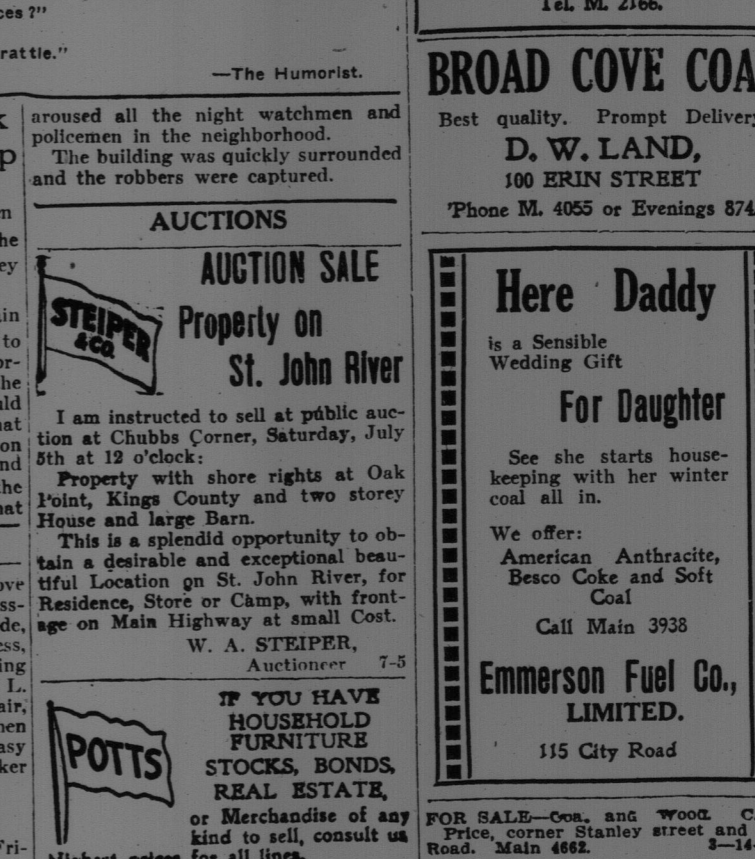 ces ?"
rattle."
—The Humorist.
aroused all the night watchmen and
policemen in the neighborhood.
The building was quickly surrounded
and the robbers were captured.
AUCTIONS
STEIPER
& CO.
AUCTION SALE
Property on
St. John River
I am instructed to sell at public auc-
tion at Chubbs Corner, Saturday, July
5th at 12 o'clock:
Property with shore rights at Oak
Point, Kings County and two storey
House and large Barn.
This is a splendid opportunity to ob-
tain a desirable and exceptional beau-
tiful Location on St. John River, for
Residence, Store or Camp, with front-
age on Main Highway at small Cost.
W. A. STEIPER,
Auctioneer 7-5
POTTS
IF YOU HAVE
HOUSEHOLD
FURNITURE
STOCKS, BONDS,
REAL ESTATE,
or Merchandise of any
kind to sell, consult us
for all lines.
Tel. M. 2166.
BROAD COVE COA
Best quality. Prompt Delivery
D. W. LAND,
100 ERIN STREET
'Phone M. 4055 or Evenings 874
Here Daddy
is a Sensible
Wedding Gift
For Daughter
See she starts house-
keeping with her winter
coal all in.
We offer:
American Anthracite,
Besco Coke and Soft
Coal
Call Main 3938
Emmerson Fuel Co.,
LIMITED.
115 City Road
FOR SALE—Coa. and Wood. C
Price, corner Stanley street and
Road. Main 4662. 3—14